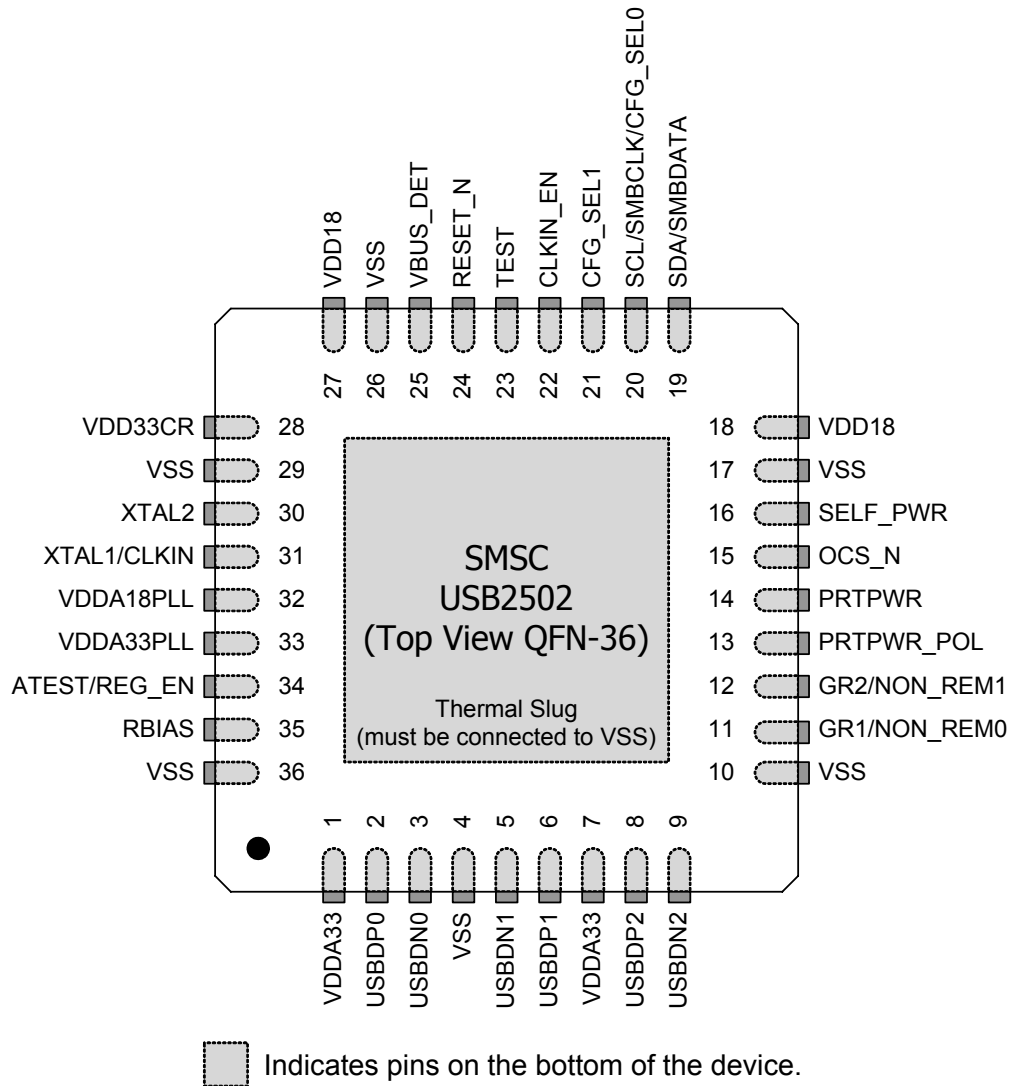 VDD18
VSS
VBUS_DET
RESET_N
TEST
CLKIN_EN
CFG_SEL1
SCL/SMBCLK/CFG_SEL0
SDA/SMBDATA
27
26
25
24
23
22
21
20
19
VDD33CR 28
VSS 29
XTAL2 30
XTAL1/CLKIN 31
VDDA18PLL 32
VDDA33PLL 33
ATEST/REG_EN 34
RBIAS 35
VSS 36
SMSC
USB2502
(Top View QFN-36)
Thermal Slug
(must be connected to VSS)
18 VDD18
17 VSS
16 SELF_PWR
15 OCS_N
14 PRTPWR
13 PRTPWR_POL
12 GR2/NON_REM1
11 GR1/NON_REM0
10 VSS
1
2
3
4
5
6
7
8
9
VDDA33
USBDP0
USBDN0
VSS
USBDN1
USBDP1
VDDA33
USBDP2
USBDN2
Indicates pins on the bottom of the device.